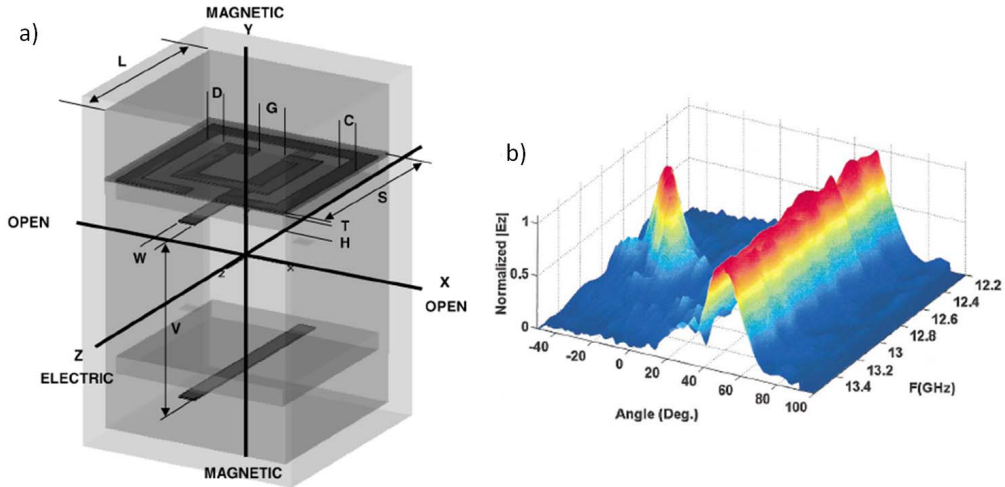 a)
MAGNETIC
Y
L
D
G
C
S
T
H
OPEN
W
z
x
X
OPEN
V
Z
ELECTRIC
MAGNETIC
b)
Normalized |Ez|
1
0.5
0
-40
-20
0
20
40
60
80
100
Angle (Deg.)
12.2
12.4
12.6
12.8
13
13.2
13.4
F(GHz)